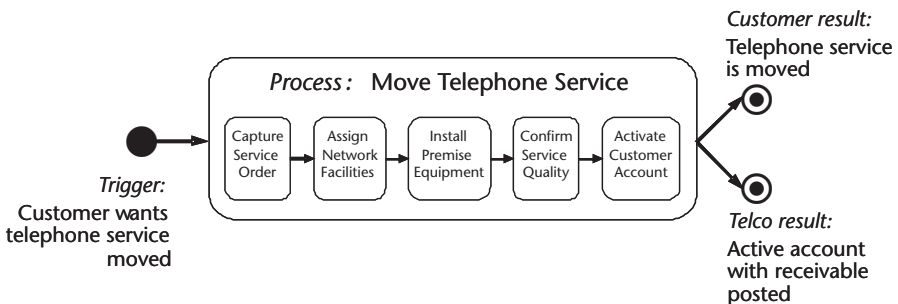 Customer result:
Telephone service
is moved
Process: Move Telephone Service
Capture
Service
Order
Assign
Network
Facilities
Install
Premise
Equipment
Confirm
Service
Quality
Activate
Customer
Account
Trigger:
Customer wants
telephone service
moved
Telco result:
Active account
with receivable
posted